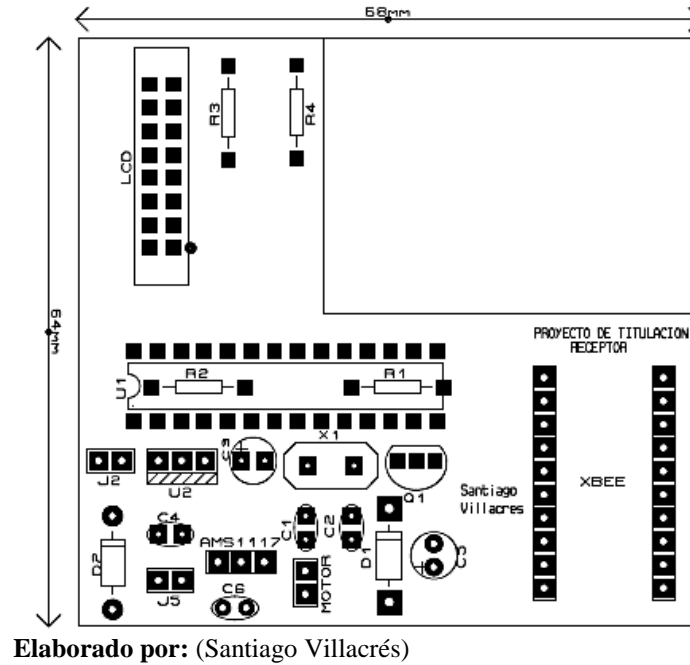 68mm
64mm
LCD
R3
R4
PROYECTO DE TITULACION
RECEPTOR
U1
R2
R1
X1
J2
U2
Q1
Santiago
Villacres
XBEE
C4
AMS1117
C1
C2
D1
C3
D2
J5
C6
MOTOR
Elaborado por: (Santiago Villacrés)